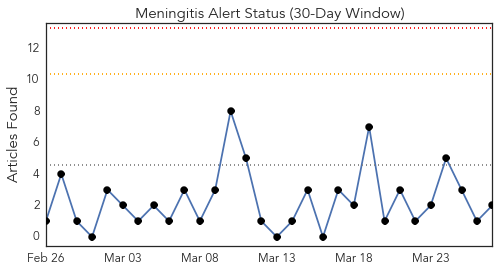 Meningitis Alert Status (30-Day Window)
Articles Found
12
10
8
6
4
2
0
Feb 26 Mar 03 Mar 08 Mar 13 Mar 18 Mar 23